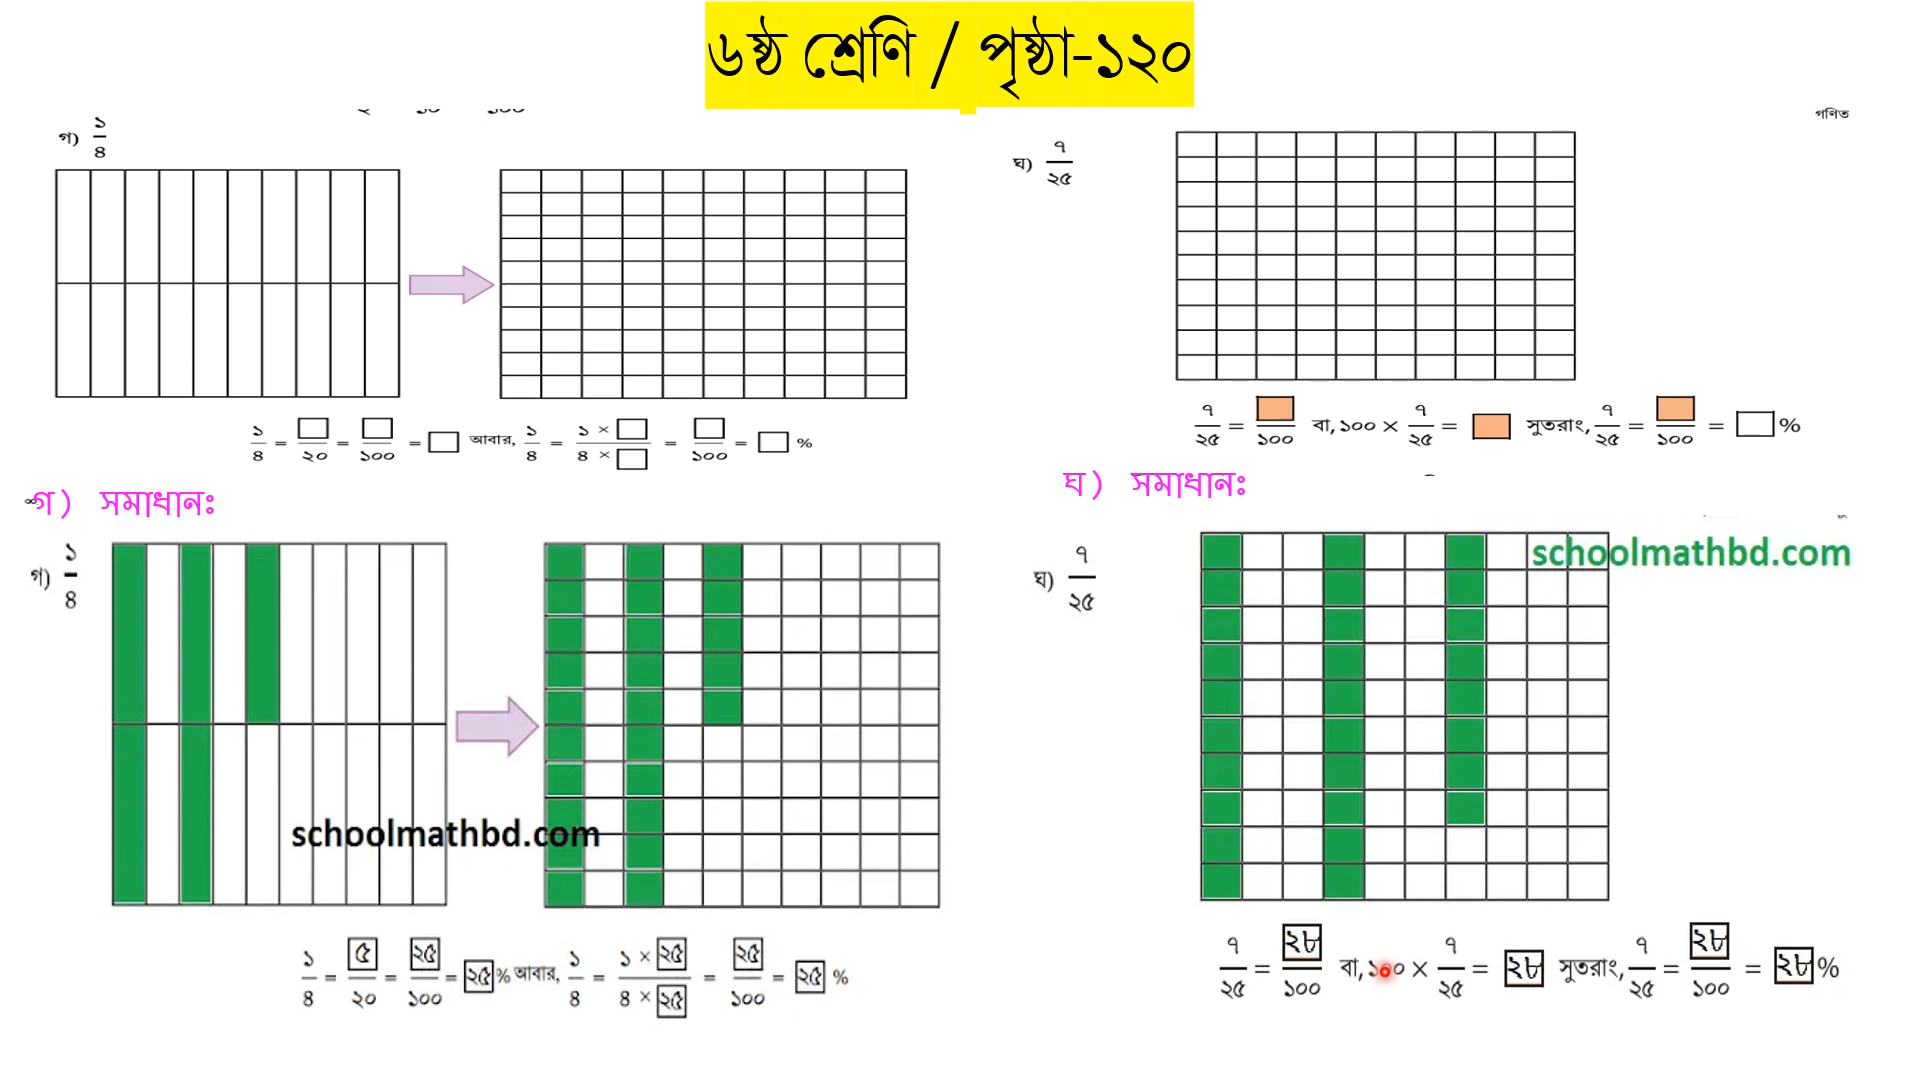 ৬ষ্ঠ শ্রেণি / পৃষ্ঠা-১২০
গ) ১/৪
১/৪ = □/২০ = □/১০০ = □ আবার, ১/৪ = ১ × □/৪ × □ = □/১০০ = □ %
গণিত
ঘ) ৭/২৫
৭/২৫ = □/১০০ বা, ১০০ × ৭/২৫ = □ সুতরাং, ৭/২৫ = □/১০০ = □%
গ) সমাধানঃ
গ) ১/৪
schoolmathbd.com
১/৪ = ৫/২০ = ২৫/১০০ = ২৫% আবার, ১/৪ = ১ × ২৫/৪ × ২৫ = ২৫/১০০ = ২৫ %
ঘ) সমাধানঃ
ঘ) ৭/২৫
schoolmathbd.com
৭/২৫ = ২৮/১০০ বা, ১০০ × ৭/২৫ = ২৮ সুতরাং, ৭/২৫ = ২৮/১০০ = ২৮%